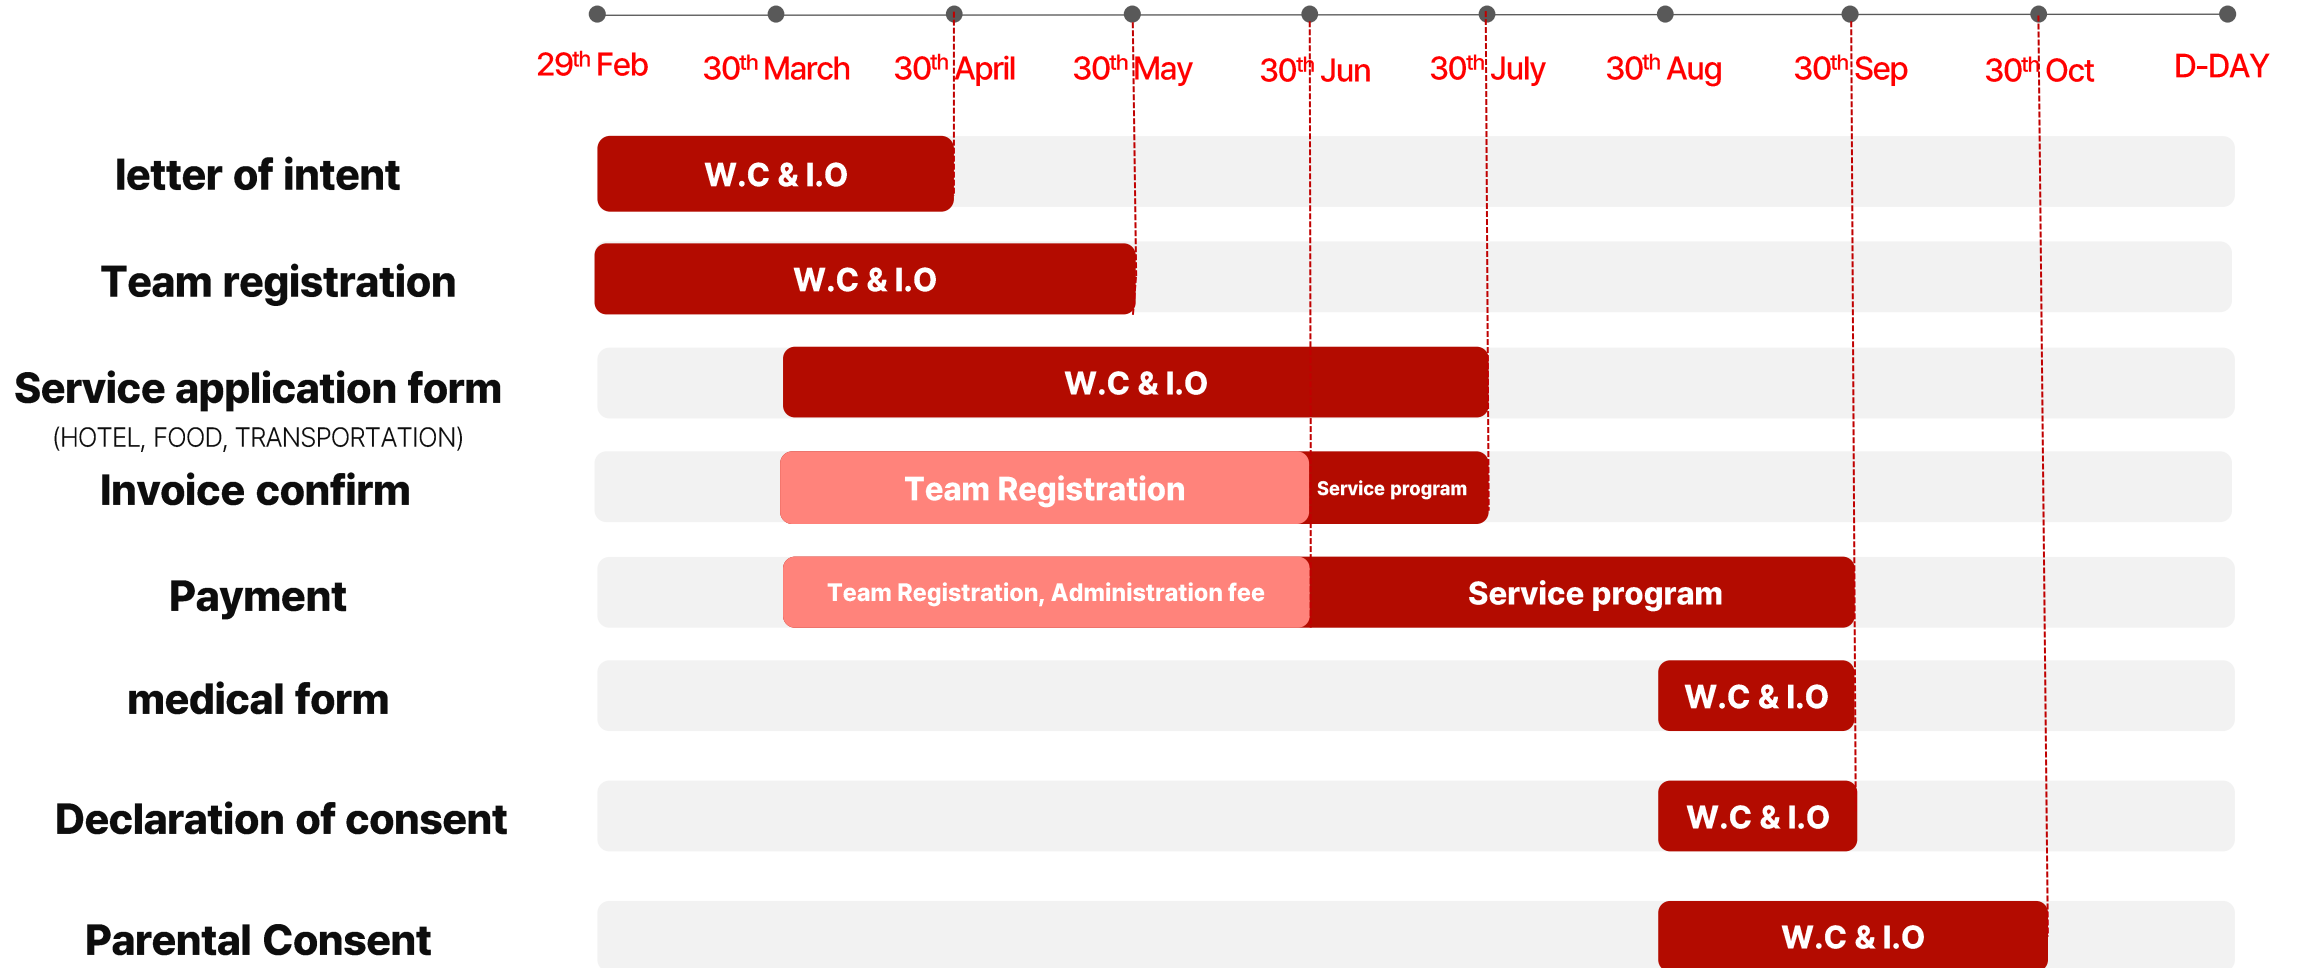 29th Feb 30th March 30th April 30th May 30th Jun 30th July 30th Aug 30th Sep 30th Oct D-DAY
letter of intent W.C & I.O
Team registration W.C & I.O
Service application form W.C & I.O
(HOTEL, FOOD, TRANSPORTATION)
Invoice confirm Team Registration Service program
Payment Team Registration, Administration fee Service program
medical form W.C & I.O
Declaration of consent W.C & I.O
Parental Consent W.C & I.O